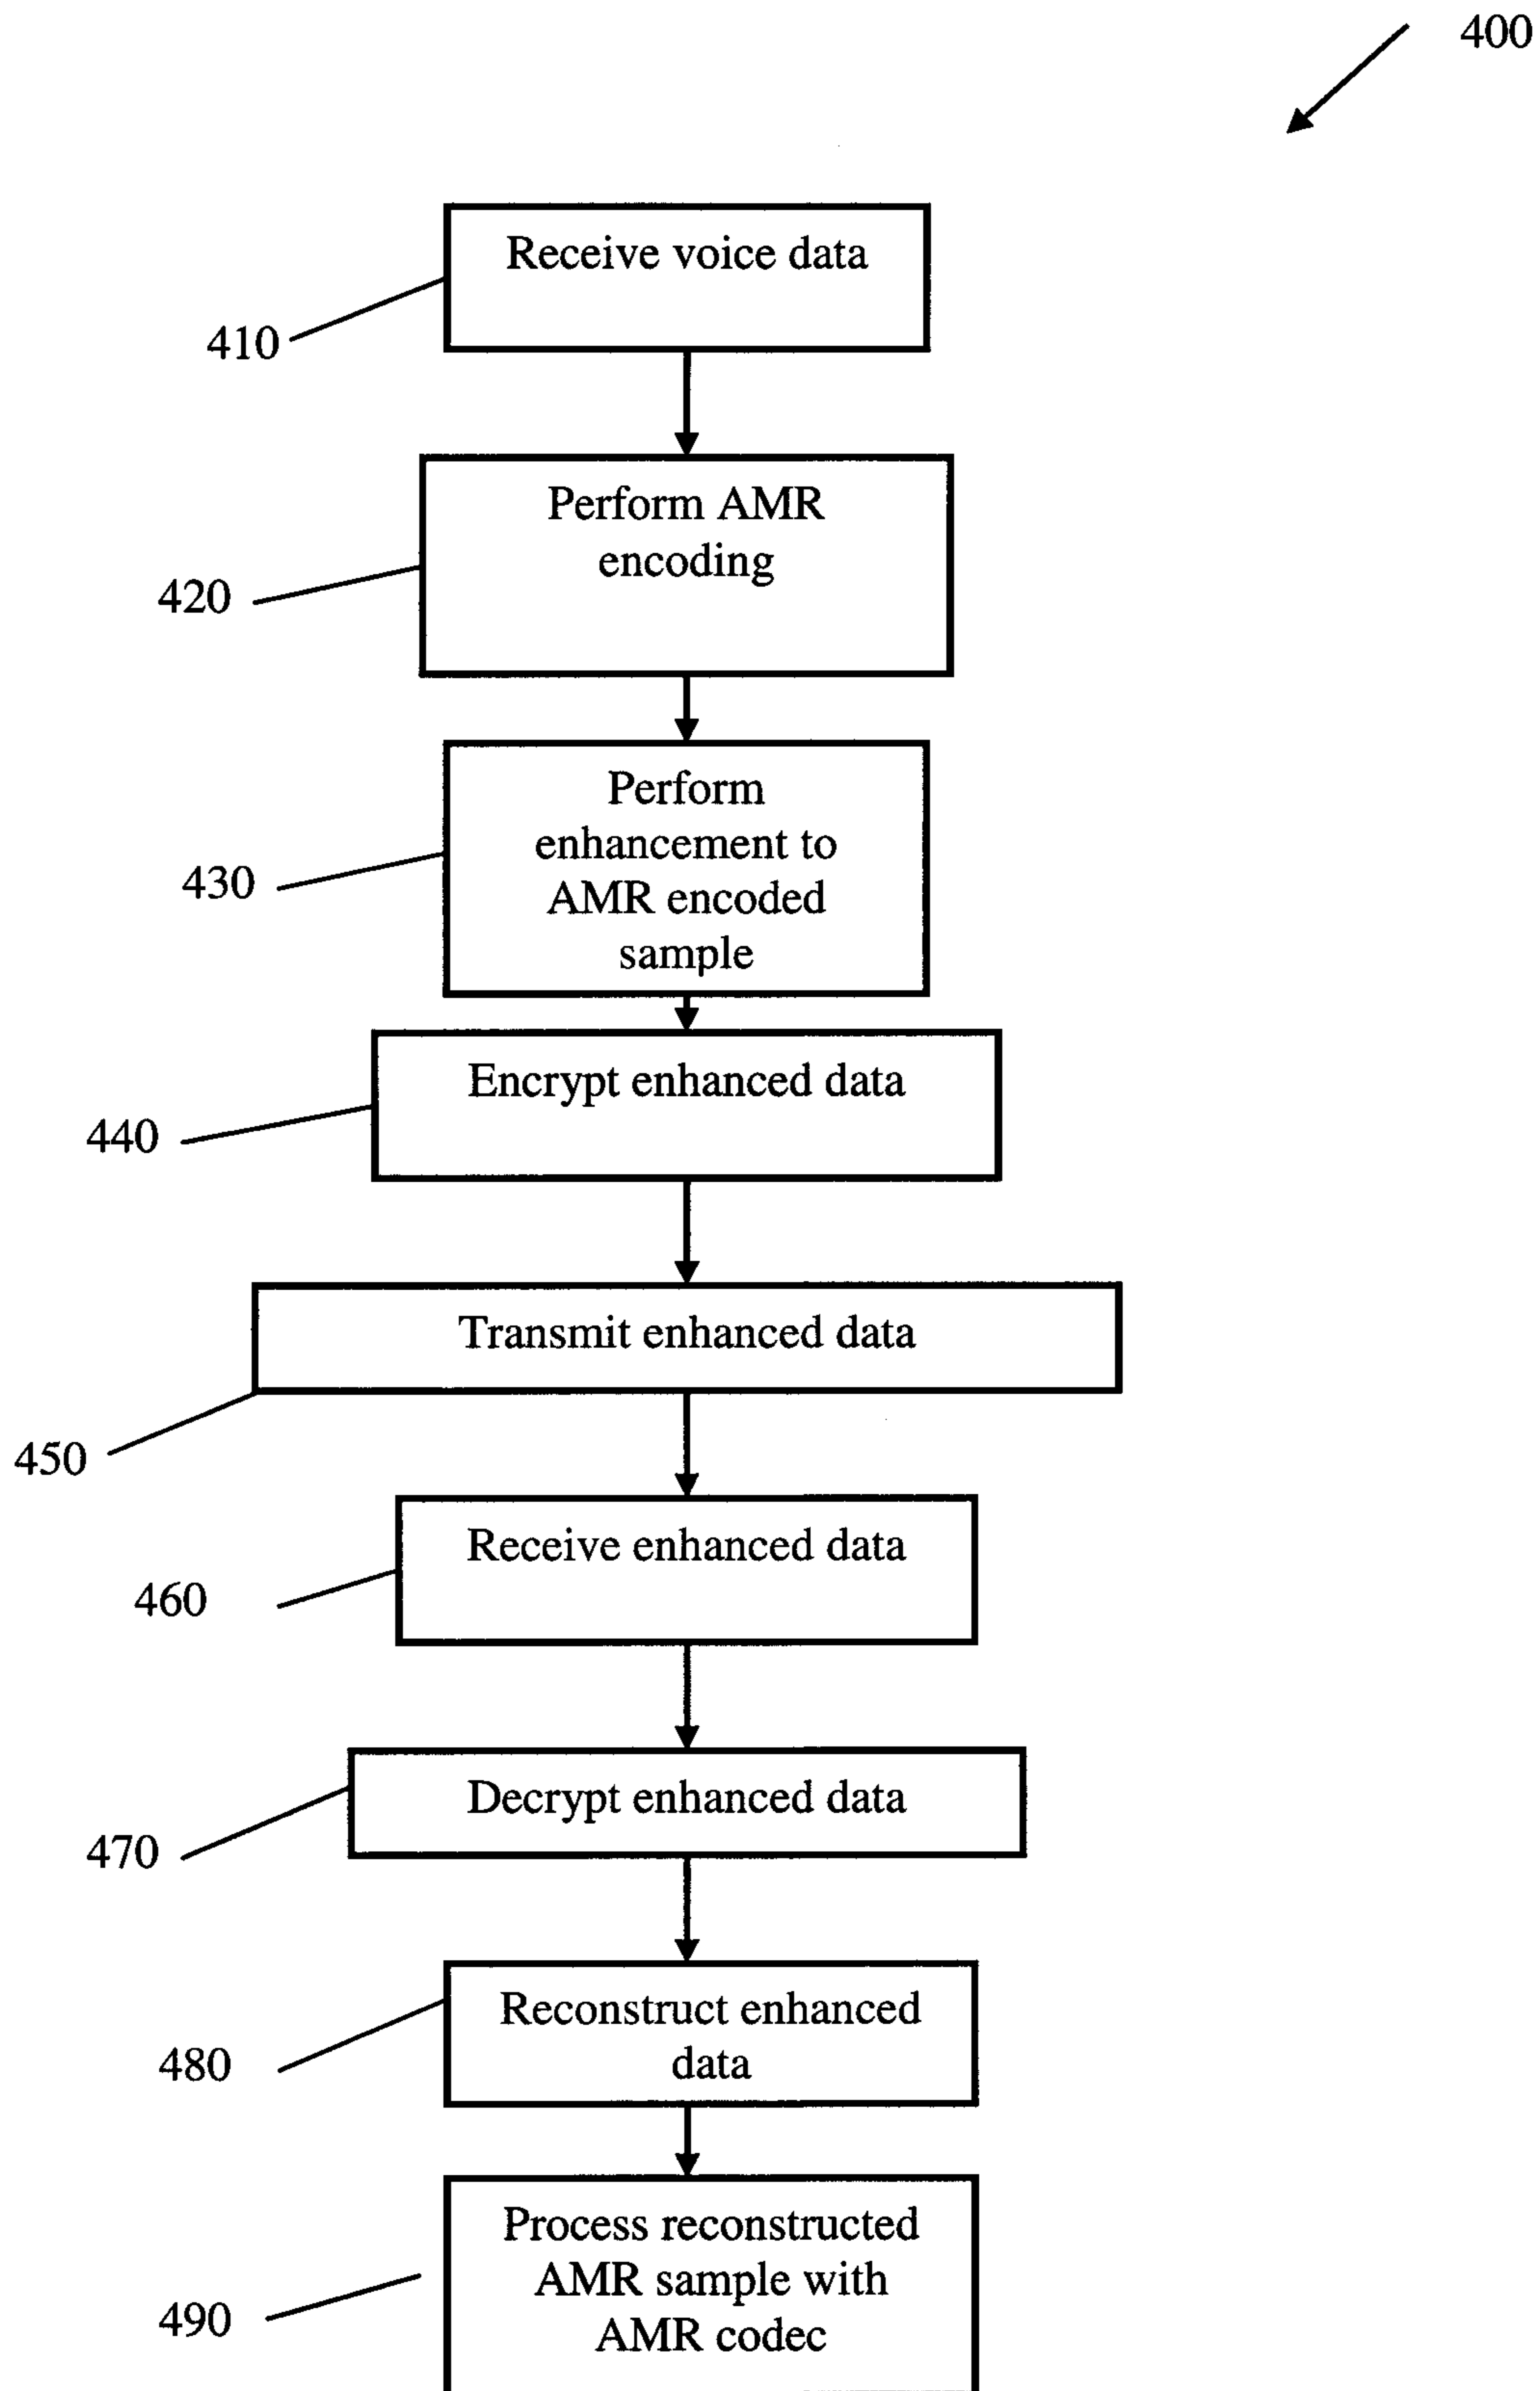 400
Receive voice data
410
Perform AMR
encoding
420
Perform
enhancement to
AMR encoded
sample
430
Encrypt enhanced data
440
Transmit enhanced data
450
Receive enhanced data
460
Decrypt enhanced data
470
Reconstruct enhanced
data
480
Process reconstructed
AMR sample with
AMR codec
490